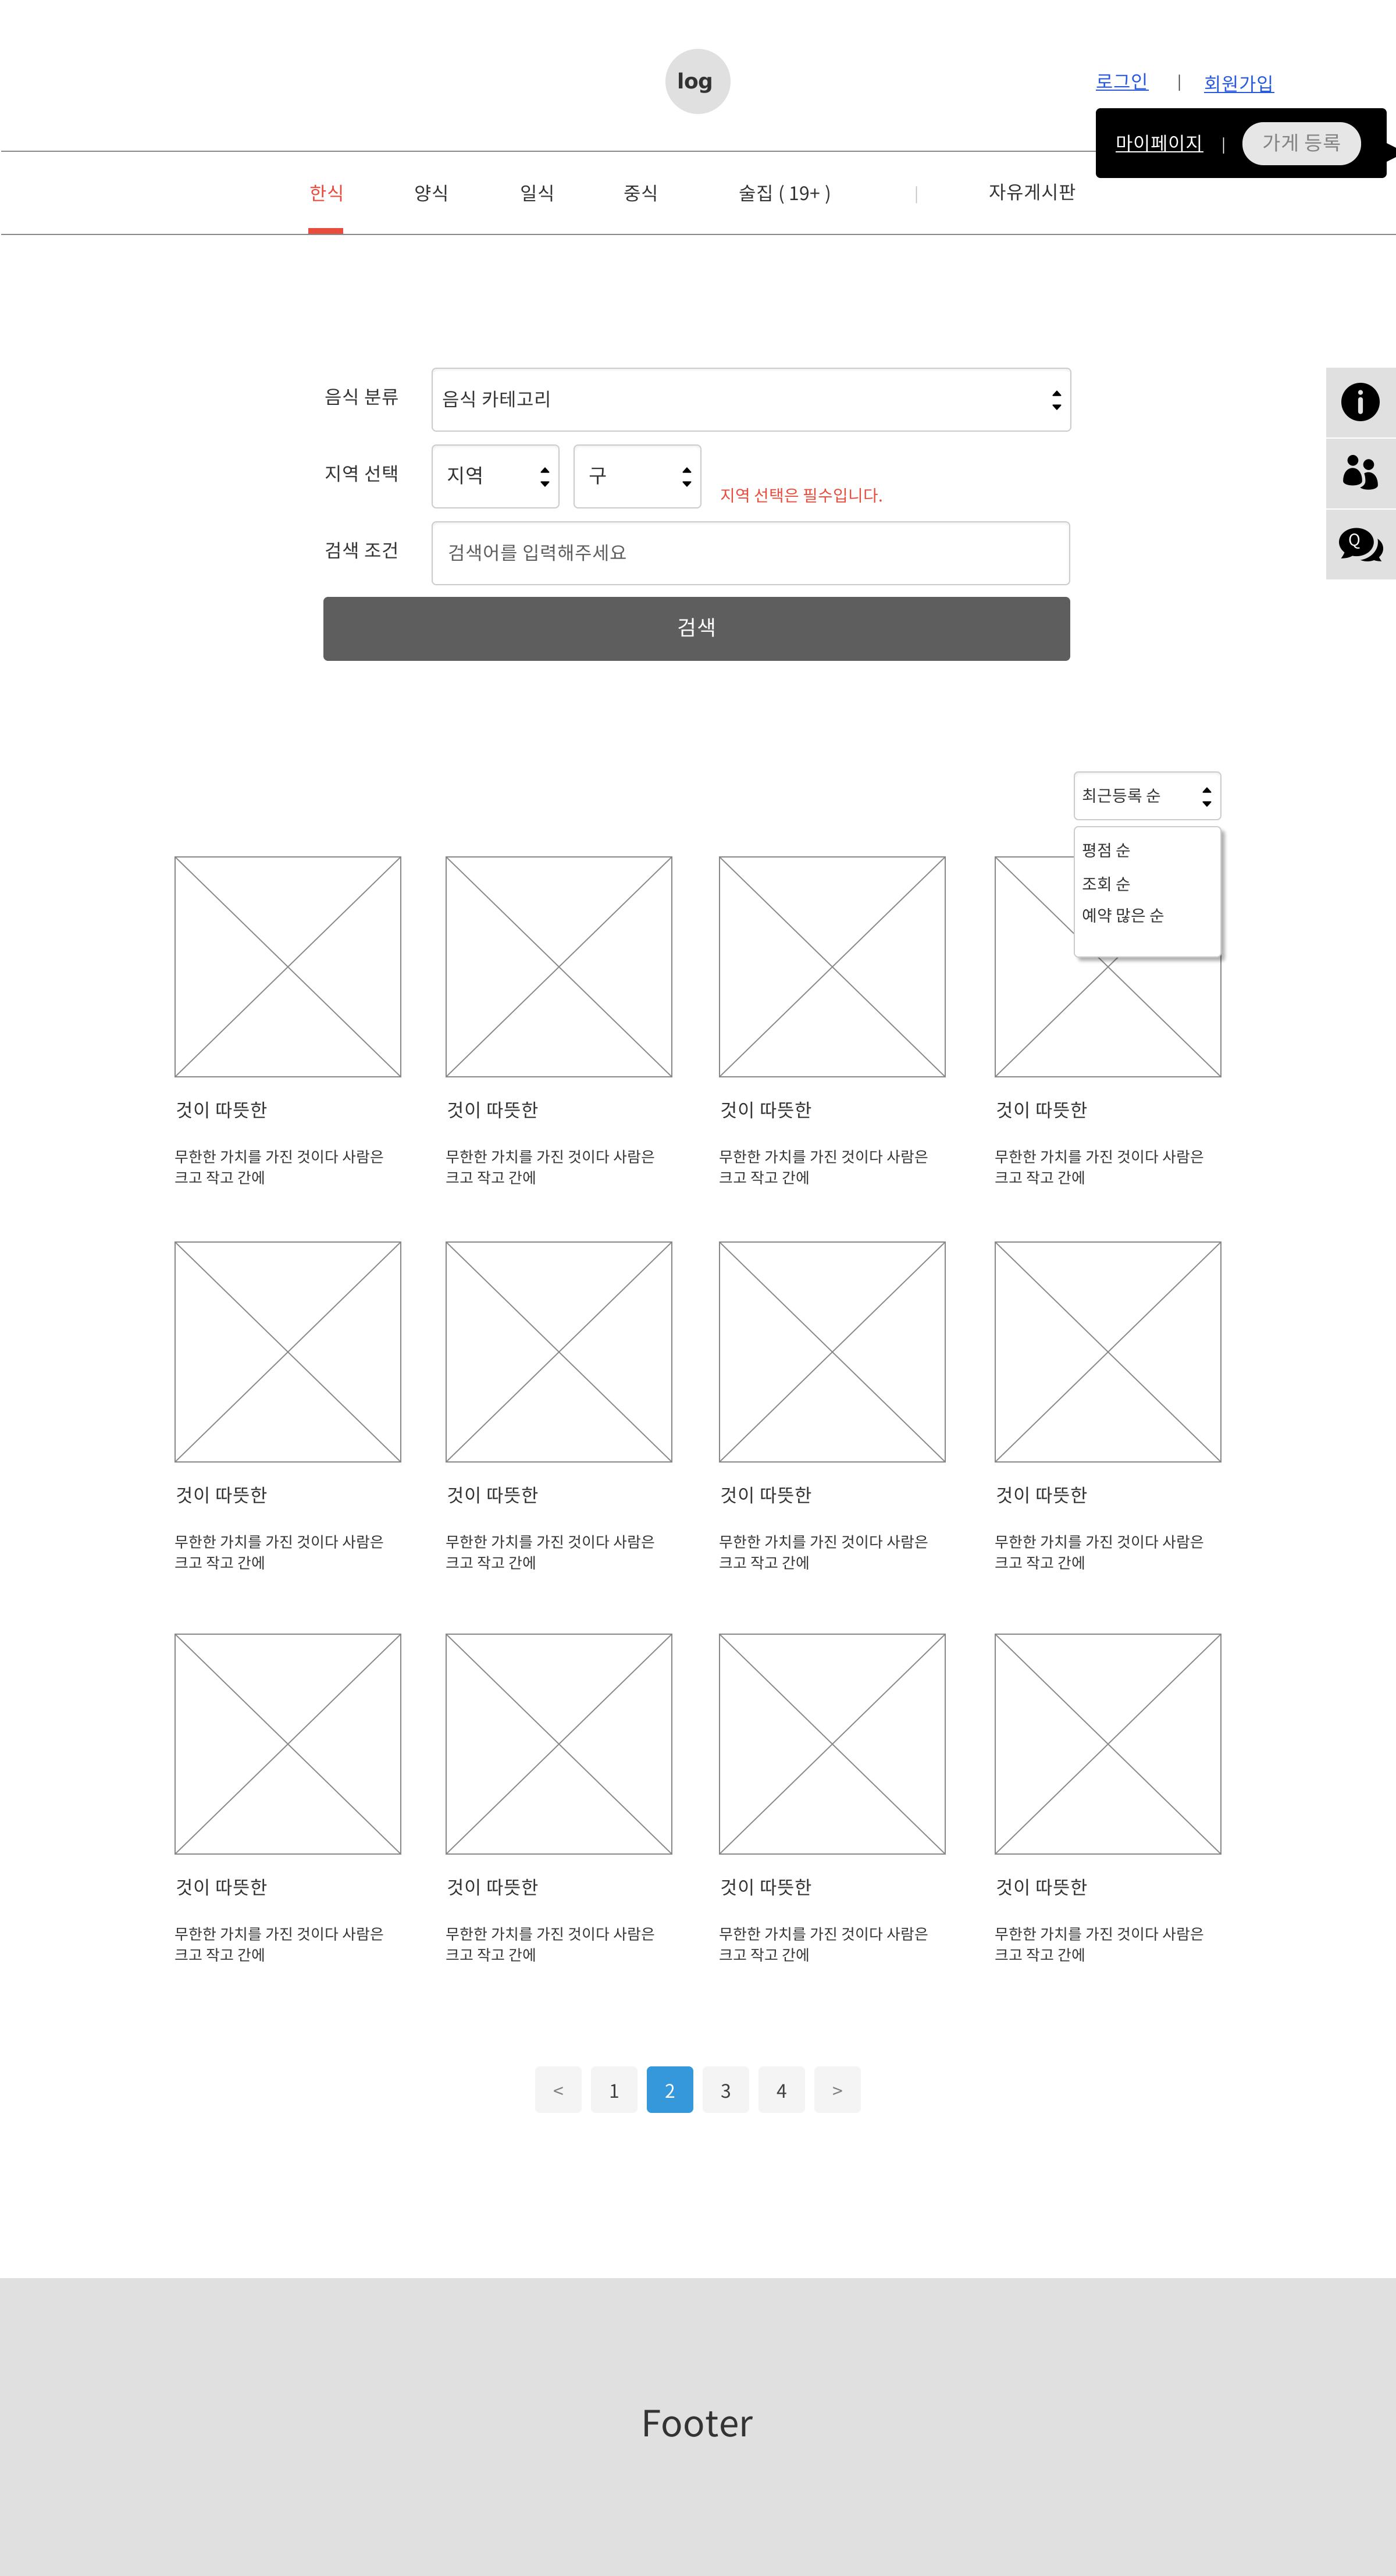 log
로그인 | 회원가입
마이페이지 | 가게 등록
한식 양식 일식 중식 술집 ( 19+ ) | 자유게시판
음식 분류 음식 카테고리
지역 선택 지역 구 지역 선택은 필수입니다.
검색 조건 검색어를 입력해주세요
Q
검색
최근등록 순
평점 순
조회 순
예약 많은 순
것이 따뜻한 것이 따뜻한 것이 따뜻한 것이 따뜻한
무한한 가치를 가진 것이다 사람은 무한한 가치를 가진 것이다 사람은 무한한 가치를 가진 것이다 사람은 무한한 가치를 가진 것이다 사람은
크고 작고 간에 크고 작고 간에 크고 작고 간에 크고 작고 간에
것이 따뜻한 것이 따뜻한 것이 따뜻한 것이 따뜻한
무한한 가치를 가진 것이다 사람은 무한한 가치를 가진 것이다 사람은 무한한 가치를 가진 것이다 사람은 무한한 가치를 가진 것이다 사람은
크고 작고 간에 크고 작고 간에 크고 작고 간에 크고 작고 간에
것이 따뜻한 것이 따뜻한 것이 따뜻한 것이 따뜻한
무한한 가치를 가진 것이다 사람은 무한한 가치를 가진 것이다 사람은 무한한 가치를 가진 것이다 사람은 무한한 가치를 가진 것이다 사람은
크고 작고 간에 크고 작고 간에 크고 작고 간에 크고 작고 간에
< 1 2 3 4 >
Footer